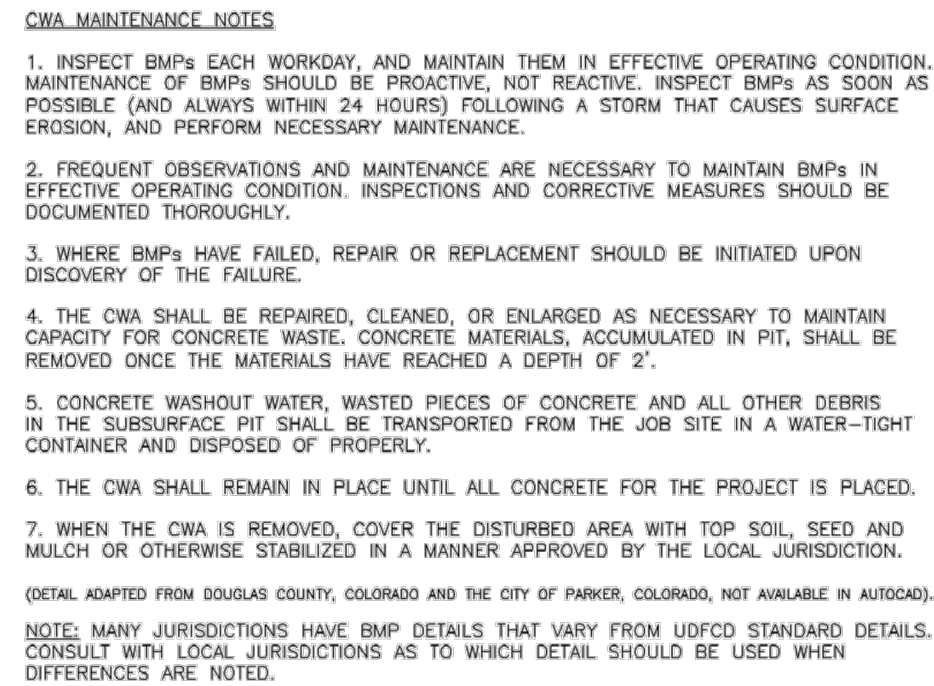 CWA MAINTENANCE NOTES
1. INSPECT BMPs EACH WORKDAY, AND MAINTAIN THEM IN EFFECTIVE OPERATING CONDITION.
MAINTENANCE OF BMPs SHOULD BE PROACTIVE, NOT REACTIVE. INSPECT BMPs AS SOON AS
POSSIBLE (AND ALWAYS WITHIN 24 HOURS) FOLLOWING A STORM THAT CAUSES SURFACE
EROSION, AND PERFORM NECESSARY MAINTENANCE.
2. FREQUENT OBSERVATIONS AND MAINTENANCE ARE NECESSARY TO MAINTAIN BMPs IN
EFFECTIVE OPERATING CONDITION. INSPECTIONS AND CORRECTIVE MEASURES SHOULD BE
DOCUMENTED THOROUGHLY.
3. WHERE BMPs HAVE FAILED, REPAIR OR REPLACEMENT SHOULD BE INITIATED UPON
DISCOVERY OF THE FAILURE.
4. THE CWA SHALL BE REPAIRED, CLEANED, OR ENLARGED AS NECESSARY TO MAINTAIN
CAPACITY FOR CONCRETE WASTE. CONCRETE MATERIALS, ACCUMULATED IN PIT, SHALL BE
REMOVED ONCE THE MATERIALS HAVE REACHED A DEPTH OF 2'.
5. CONCRETE WASHOUT WATER, WASTED PIECES OF CONCRETE AND ALL OTHER DEBRIS
IN THE SUBSURFACE PIT SHALL BE TRANSPORTED FROM THE JOB SITE IN A WATER-TIGHT
CONTAINER AND DISPOSED OF PROPERLY.
6. THE CWA SHALL REMAIN IN PLACE UNTIL ALL CONCRETE FOR THE PROJECT IS PLACED.
7. WHEN THE CWA IS REMOVED, COVER THE DISTURBED AREA WITH TOP SOIL, SEED AND
MULCH OR OTHERWISE STABILIZED IN A MANNER APPROVED BY THE LOCAL JURISDICTION.
(DETAIL ADAPTED FROM DOUGLAS COUNTY, COLORADO AND THE CITY OF PARKER, COLORADO, NOT AVAILABLE IN AUTOCAD).
NOTE: MANY JURISDICTIONS HAVE BMP DETAILS THAT VARY FROM UDFCD STANDARD DETAILS.
CONSULT WITH LOCAL JURISDICTIONS AS TO WHICH DETAIL SHOULD BE USED WHEN
DIFFERENCES ARE NOTED.